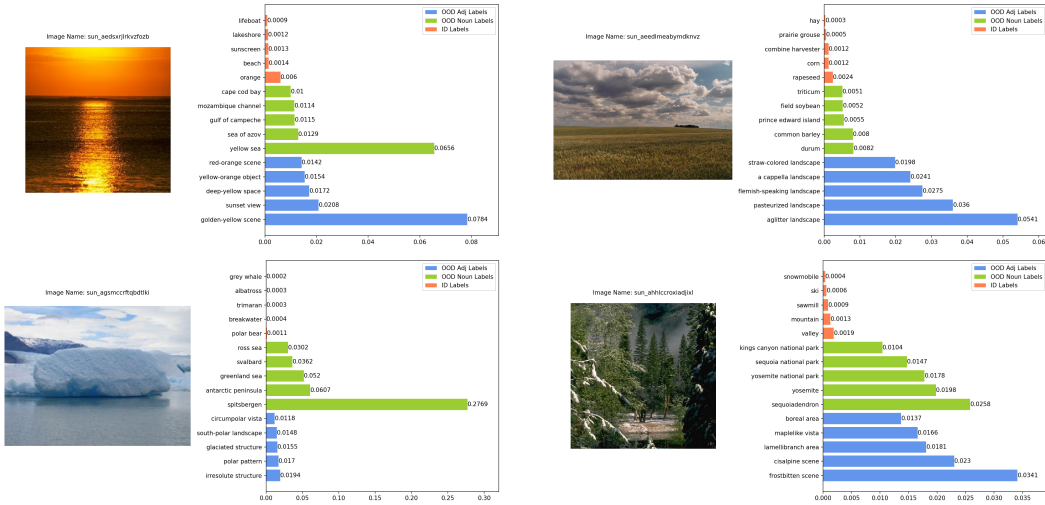 Image Name: sun_aedsxrjlrkvzfozb
OOD Adj Labels
OOD Noun Labels
ID Labels
lifeboat 0.0009
lakeshore 0.0012
sunscreen 0.0013
beach 0.0014
orange 0.006
cape cod bay 0.01
mozambique channel 0.0114
gulf of campeche 0.0115
sea of azov 0.0129
yellow sea 0.0656
red-orange scene 0.0142
yellow-orange object 0.0154
deep-yellow space 0.0172
sunset view 0.0208
golden-yellow scene 0.0784
0.00 0.02 0.04 0.06 0.08
Image Name: sun_aeedlmeabymdknvz
OOD Adj Labels
OOD Noun Labels
ID Labels
hay 0.0003
prairie grouse 0.0005
combine harvester 0.0012
corn 0.0012
rapeseed 0.0024
triticum 0.0051
field soybean 0.0052
prince edward island 0.0055
common barley 0.008
durum 0.0082
straw-colored landscape 0.0198
a cappella landscape 0.0241
flemish-speaking landscape 0.0275
pasteurized landscape 0.036
aglitter landscape 0.0541
0.00 0.01 0.02 0.03 0.04 0.05 0.06
Image Name: sun_agsmccrftqbdtlki
OOD Adj Labels
OOD Noun Labels
ID Labels
grey whale 0.0002
albatross 0.0003
trimaran 0.0003
breakwater 0.0004
polar bear 0.0011
ross sea 0.0302
svalbard 0.0362
greenland sea 0.052
antarctic peninsula 0.0607
spitsbergen 0.2769
circumpolar vista 0.0118
south-polar landscape 0.0148
glaciated structure 0.0155
polar pattern 0.017
irresolute structure 0.0194
0.00 0.05 0.10 0.15 0.20 0.25 0.30
Image Name: sun_ahhlccroxiadjixl
OOD Adj Labels
OOD Noun Labels
ID Labels
snowmobile 0.0004
ski 0.0006
sawmill 0.0009
mountain 0.0013
valley 0.0019
kings canyon national park 0.0104
sequoia national park 0.0147
yosemite national park 0.0178
yosemite 0.0198
sequoiadendron 0.0258
boreal area 0.0137
maplelike vista 0.0166
lamellibranch area 0.0181
cisalpine scene 0.023
frostbitten scene 0.0341
0.000 0.005 0.010 0.015 0.020 0.025 0.030 0.035